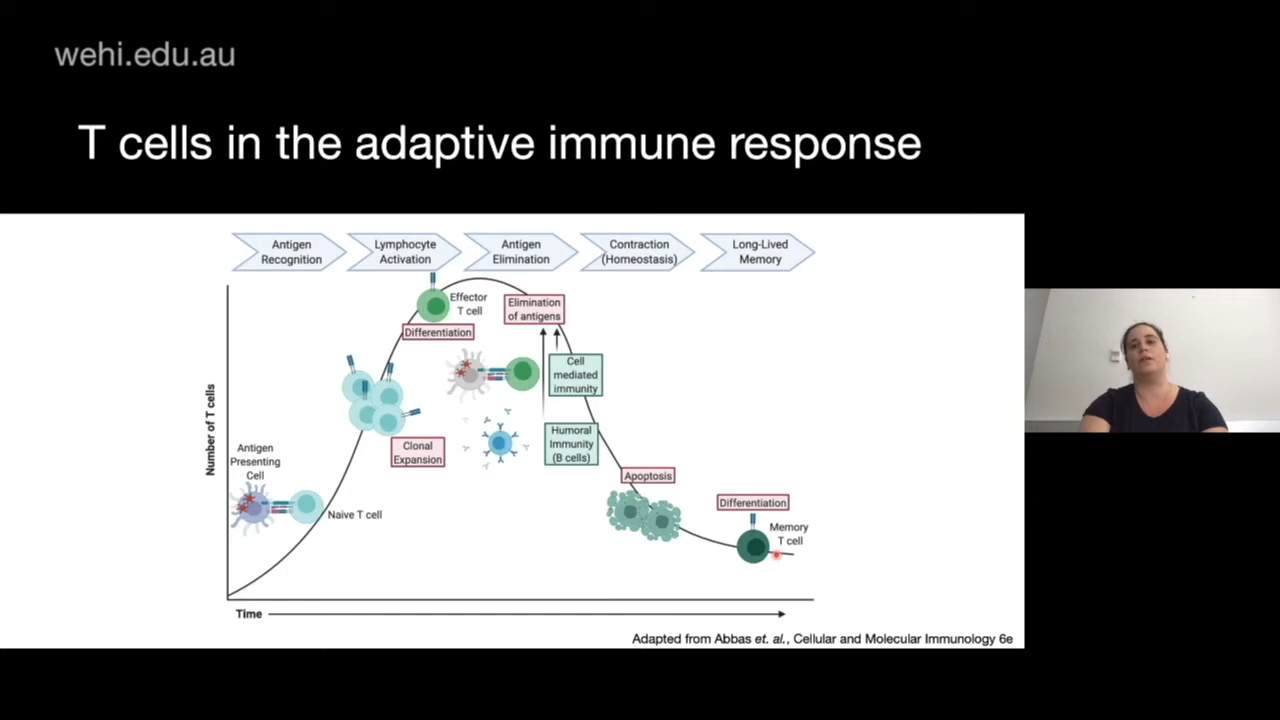 wehi.edu.au
T cells in the adaptive immune response
Antigen
Recognition
Lymphocyte
Activation
Antigen
Elimination
Contraction
(Homeostasis)
Long-Lived
Memory
Effector
T cell
Elimination
of antigens
Differentiation
Cell
mediated
immunity
Number of T cells
Clonal
Expansion
Humoral
Immunity
(B cells)
Antigen
Presenting
Cell
Naive T cell
Apoptosis
Differentiation
Memory
T cell
Time
Adapted from Abbas et. al., Cellular and Molecular Immunology 6e